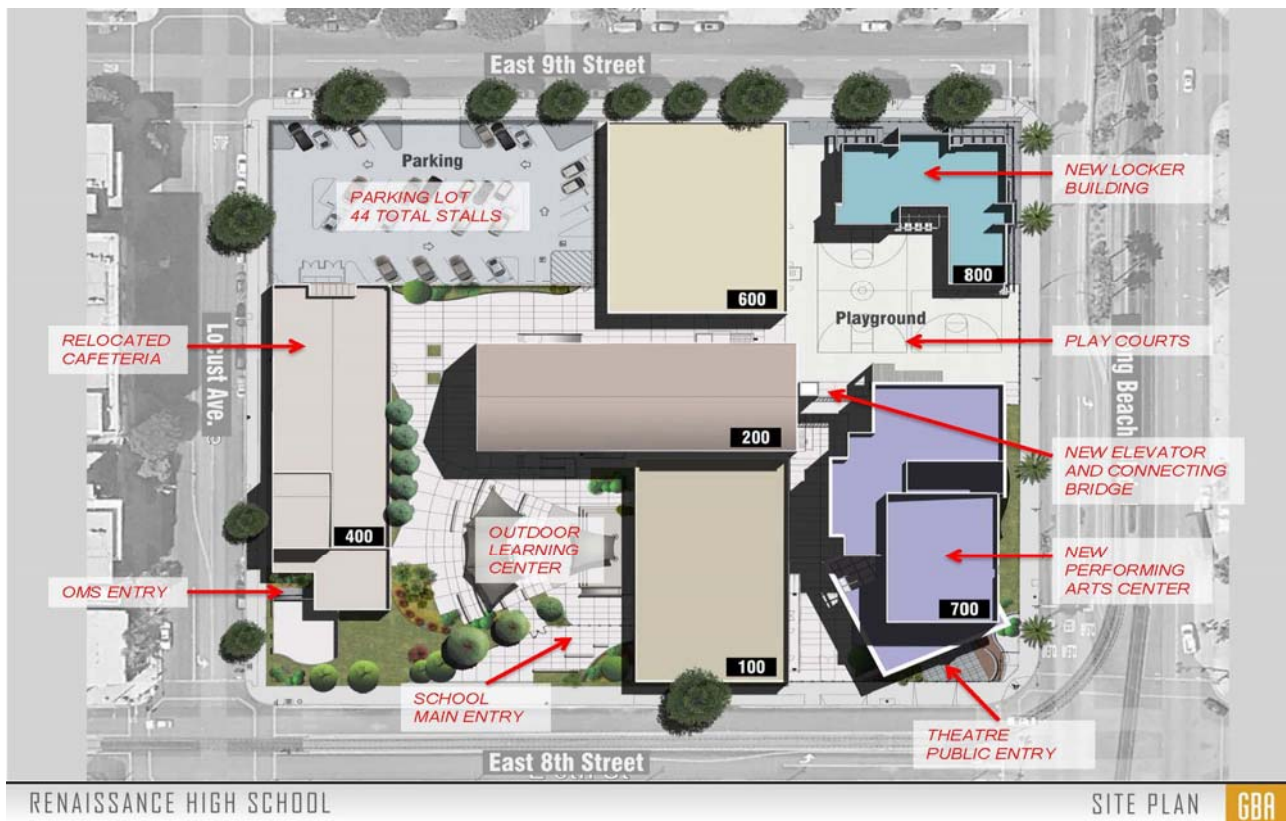 East 9th Street
Parking
PARKING LOT
44 TOTAL STALLS
NEW LOCKER
BUILDING
800
600
Playground
PLAY COURTS
RELOCATED
CAFETERIA
Locust Ave.
ng Beach
200
NEW ELEVATOR
AND CONNECTING
BRIDGE
400
OUTDOOR
LEARNING
CENTER
NEW
PERFORMING
ARTS CENTER
OMS ENTRY
700
100
SCHOOL
MAIN ENTRY
THEATRE
PUBLIC ENTRY
East 8th Street
RENAISSANCE HIGH SCHOOL
SITE PLAN
GBA